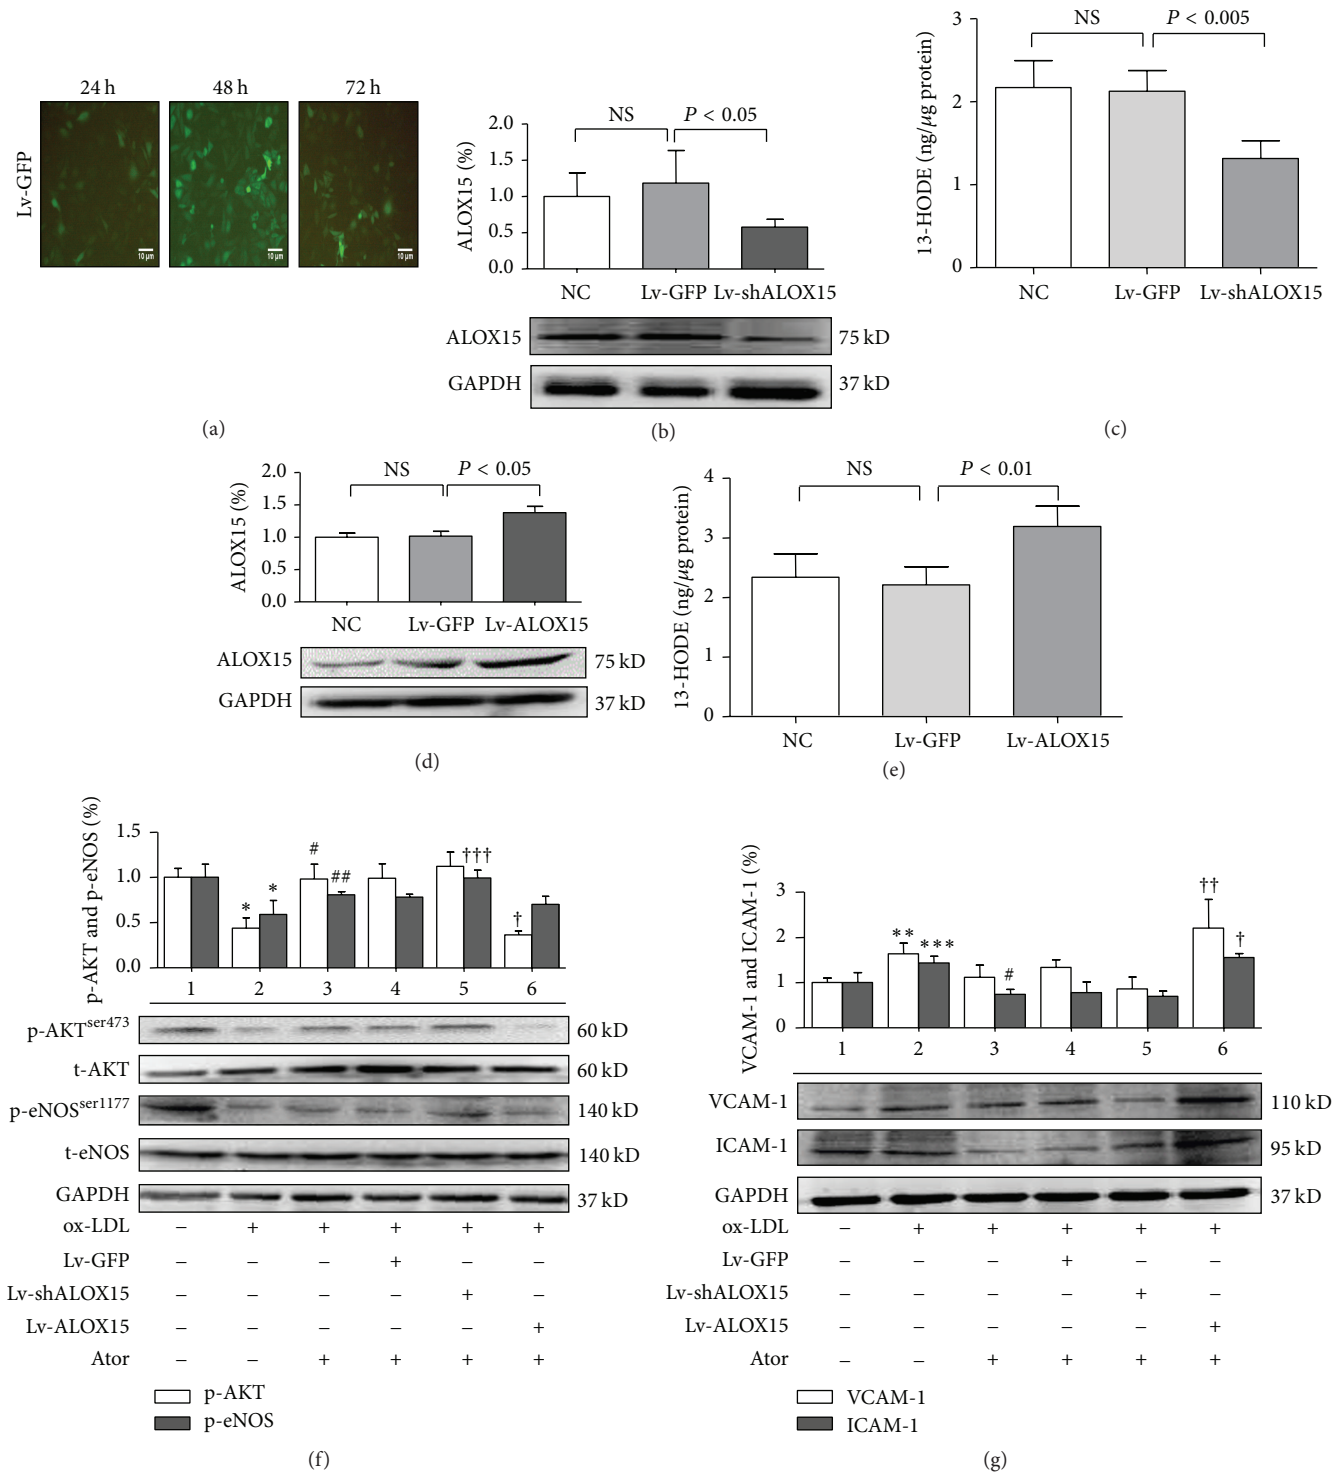 24 h 48 h 72 h
Lv-GFP
10 µm 10 µm 10 µm
(a)
NS P < 0.05
ALOX15 (%)
2.0
1.5
1.0
0.5
0.0
NC Lv-GFP Lv-shALOX15
ALOX15 75 kD
GAPDH 37 kD
(b)
NS P < 0.005
13-HODE (ng/µg protein)
3
2
1
0
NC Lv-GFP Lv-shALOX15
(c)
NS P < 0.05
ALOX15 (%)
2.0
1.5
1.0
0.5
0.0
NC Lv-GFP Lv-ALOX15
ALOX15 75 kD
GAPDH 37 kD
(d)
NS P < 0.01
13-HODE (ng/µg protein)
4
3
2
1
0
NC Lv-GFP Lv-ALOX15
(e)
p-AKT and p-eNOS (%)
1.5
1.0
0.5
0.0
* * # ## ††† †
1 2 3 4 5 6
p-AKTser473 60 kD
t-AKT 60 kD
p-eNOSser1177 140 kD
t-eNOS 140 kD
GAPDH 37 kD
ox-LDL − + + + + +
Lv-GFP − − − + − −
Lv-shALOX15 − − − − + −
Lv-ALOX15 − − − − − +
Ator − − + + + +
p-AKT
p-eNOS
(f)
VCAM-1 and ICAM-1 (%)
3
2
1
0
** *** # †† †
1 2 3 4 5 6
VCAM-1 110 kD
ICAM-1 95 kD
GAPDH 37 kD
ox-LDL − + + + + +
Lv-GFP − − − + − −
Lv-shALOX15 − − − − + −
Lv-ALOX15 − − − − − +
Ator − − + + + +
VCAM-1
ICAM-1
(g)